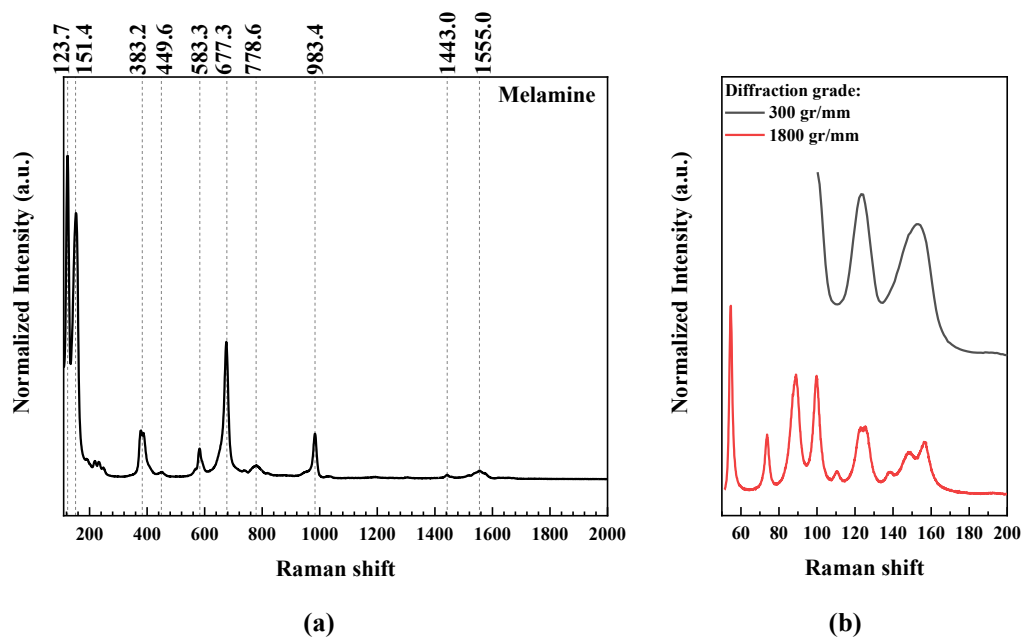 123.7
151.4
383.2
449.6
583.3
677.3
778.6
983.4
1443.0
1555.0
Melamine
Normalized Intensity (a.u.)
200 400 600 800 1000 1200 1400 1600 1800 2000
Raman shift
(a)
Diffraction grade:
300 gr/mm
1800 gr/mm
Normalized Intensity (a.u.)
60 80 100 120 140 160 180 200
Raman shift
(b)